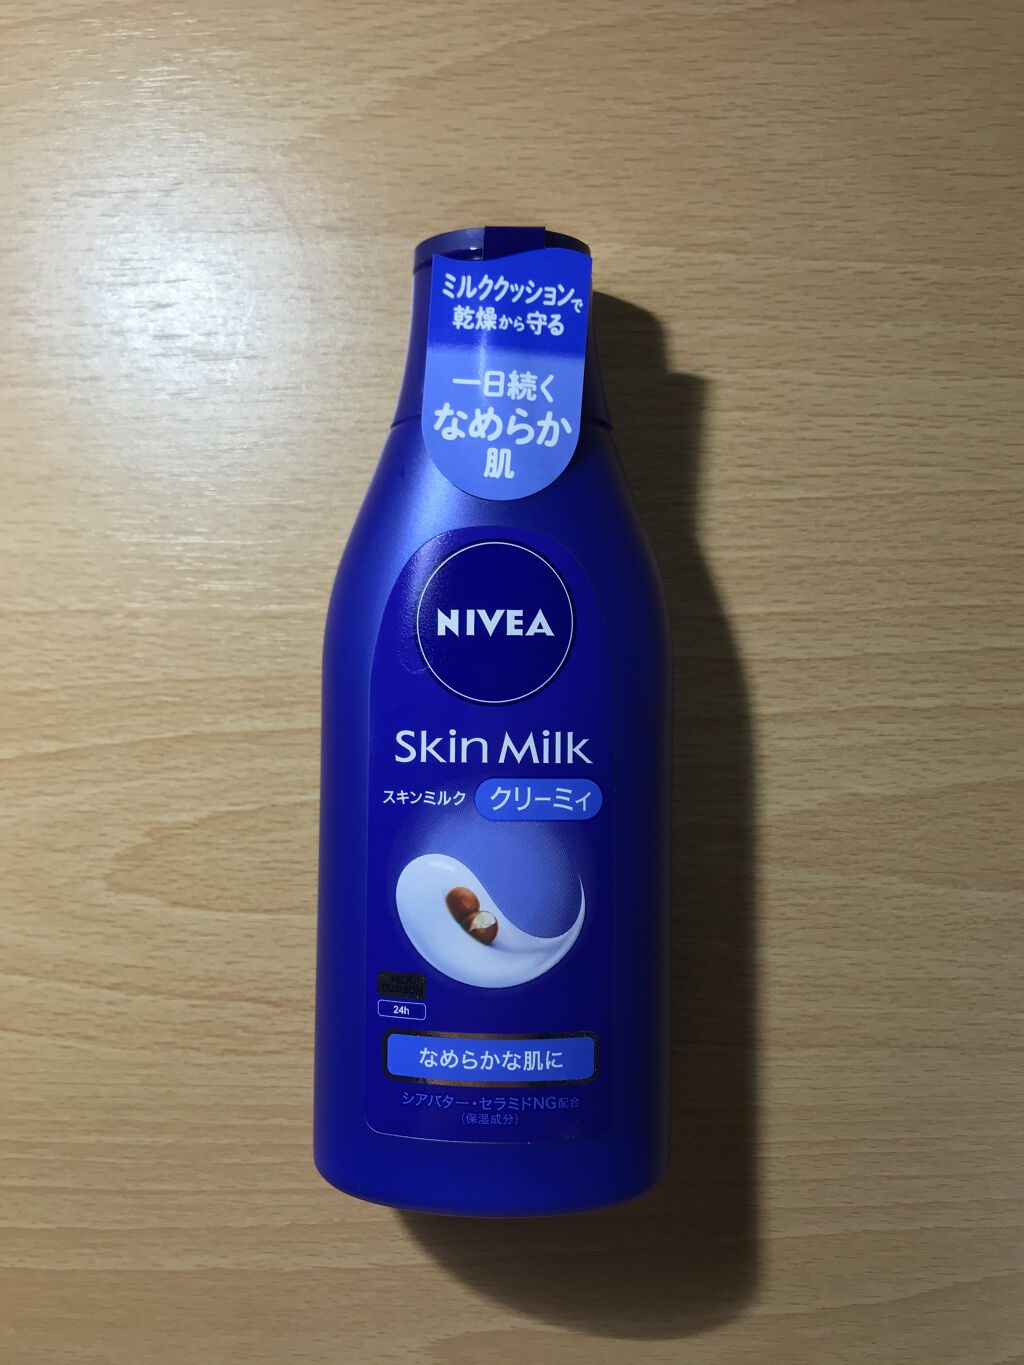 ミルククッションで
乾燥から守る
一日続く
なめらか
肌
NIVEA
Skin Milk
スキンミルク クリーミィ
MILK
CUSHION
24h
なめらかな肌に
シアバター・セラミドNG配合
（保湿成分）